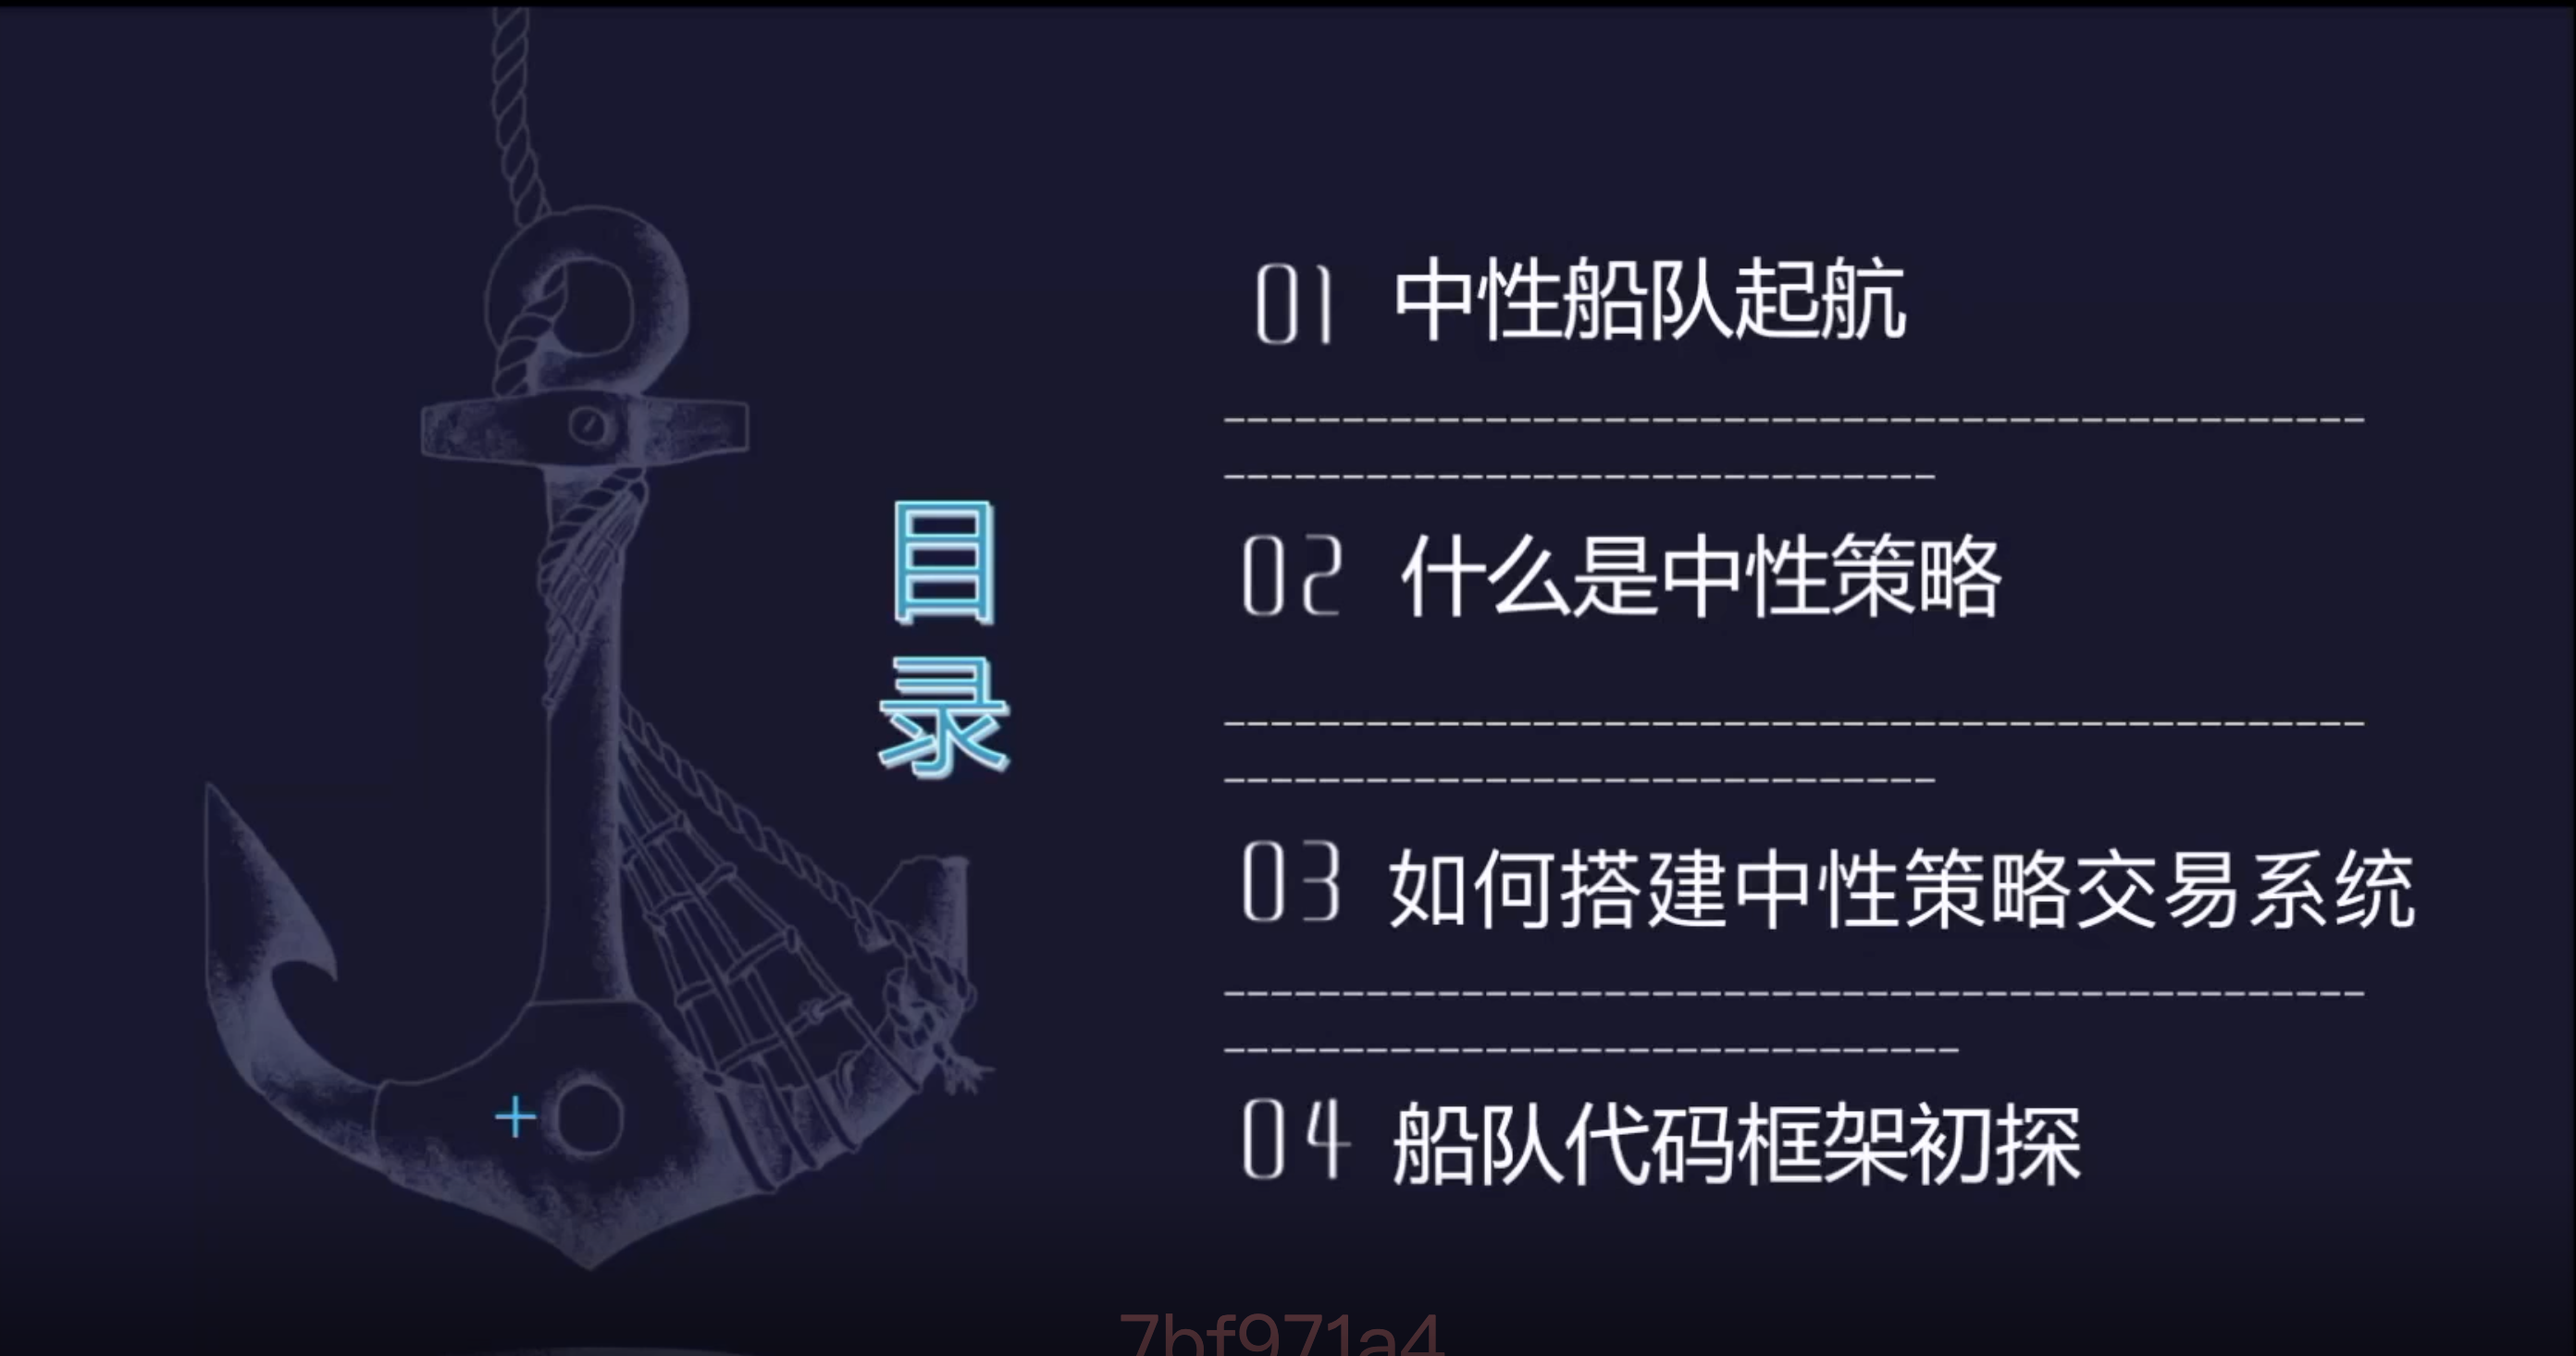 目录
01 中性船队起航
02 什么是中性策略
03 如何搭建中性策略交易系统
04 船队代码框架初探
7bf971a4